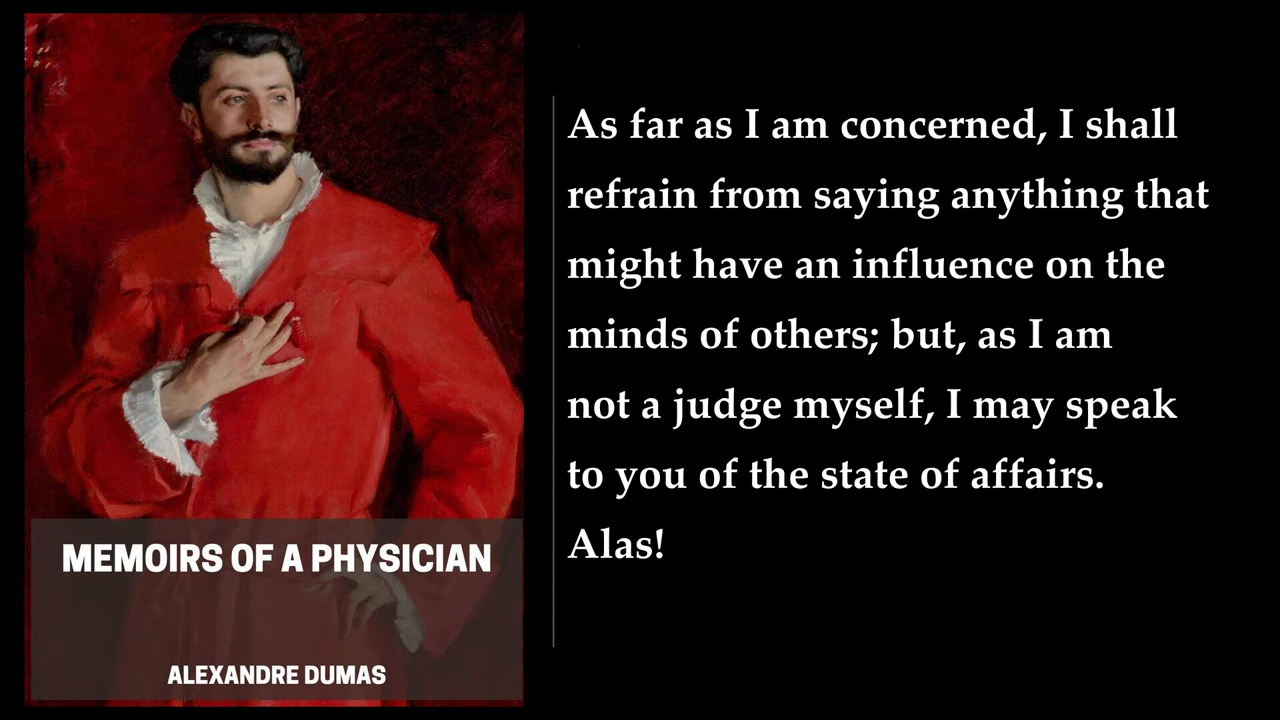 As far as I am concerned, I shall
refrain from saying anything that
might have an influence on the
minds of others; but, as I am
not a judge myself, I may speak
to you of the state of affairs.
Alas!
MEMOIRS OF A PHYSICIAN
ALEXANDRE DUMAS